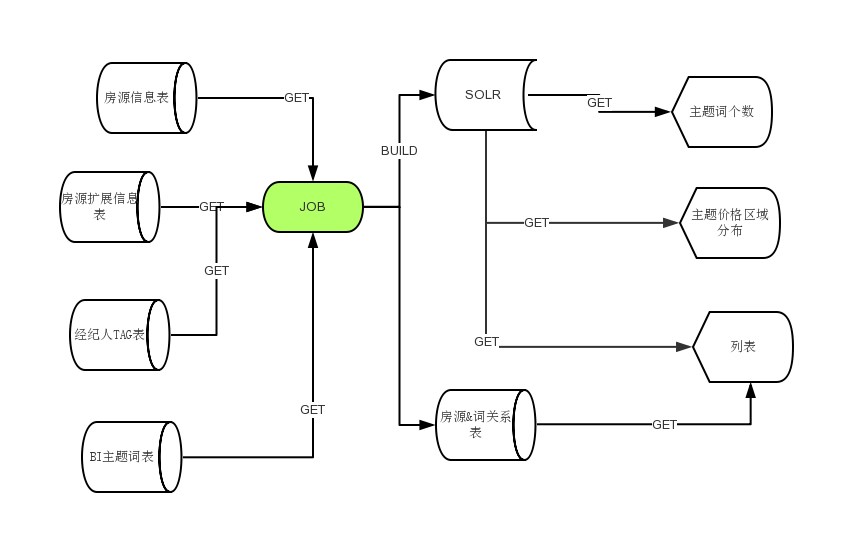 房源信息表
GET
SOLR
GET
主题词个数
BUILD
房源扩展信息
表
GET
JOB
主题价格区域
分布
GET
GET
经纪人TAG表
GET
列表
GET
房源&词关系
表
GET
BI主题词表